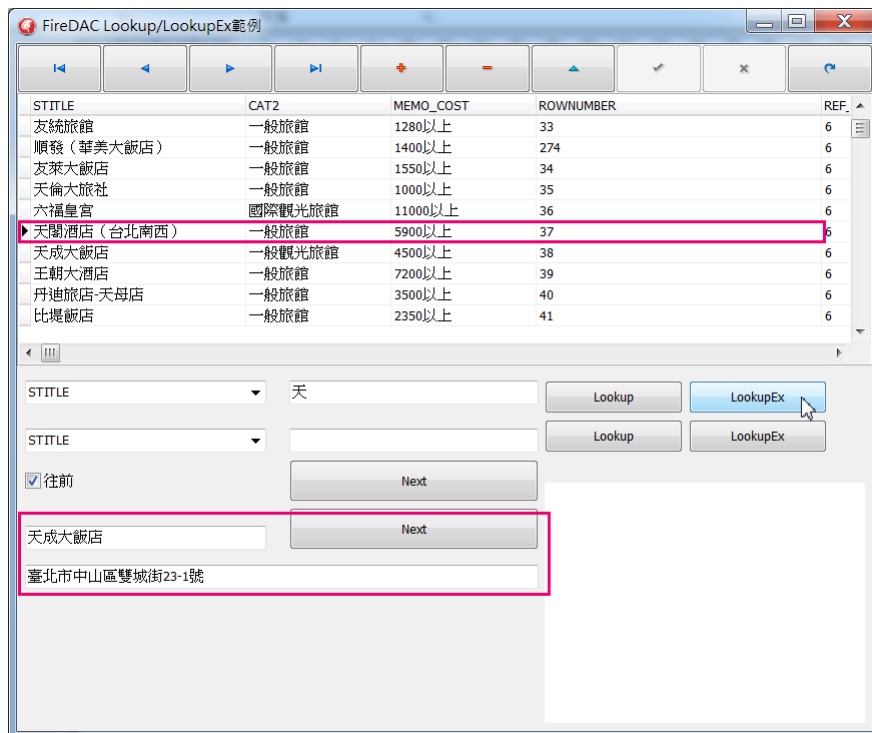 FireDAC Lookup/LookupEx範例
STITLE CAT2 MEMO_COST ROWNUMBER REF_
友統旅館 一般旅館 1280以上 33 6
順發（華美大飯店） 一般旅館 1400以上 274 6
友萊大飯店 一般旅館 1550以上 34 6
天倫大旅社 一般旅館 1000以上 35 6
六福皇宮 國際觀光旅館 11000以上 36 6
天閣酒店（台北南西） 一般旅館 5900以上 37 6
天成大飯店 一般觀光旅館 4500以上 38 6
王朝大酒店 一般旅館 7200以上 39 6
丹迪旅店-天母店 一般旅館 3500以上 40 6
比堤飯店 一般旅館 2350以上 41 6
STITLE 天 Lookup LookupEx
STITLE Lookup LookupEx
往前 Next
天成大飯店 Next
臺北市中山區雙城街23-1號